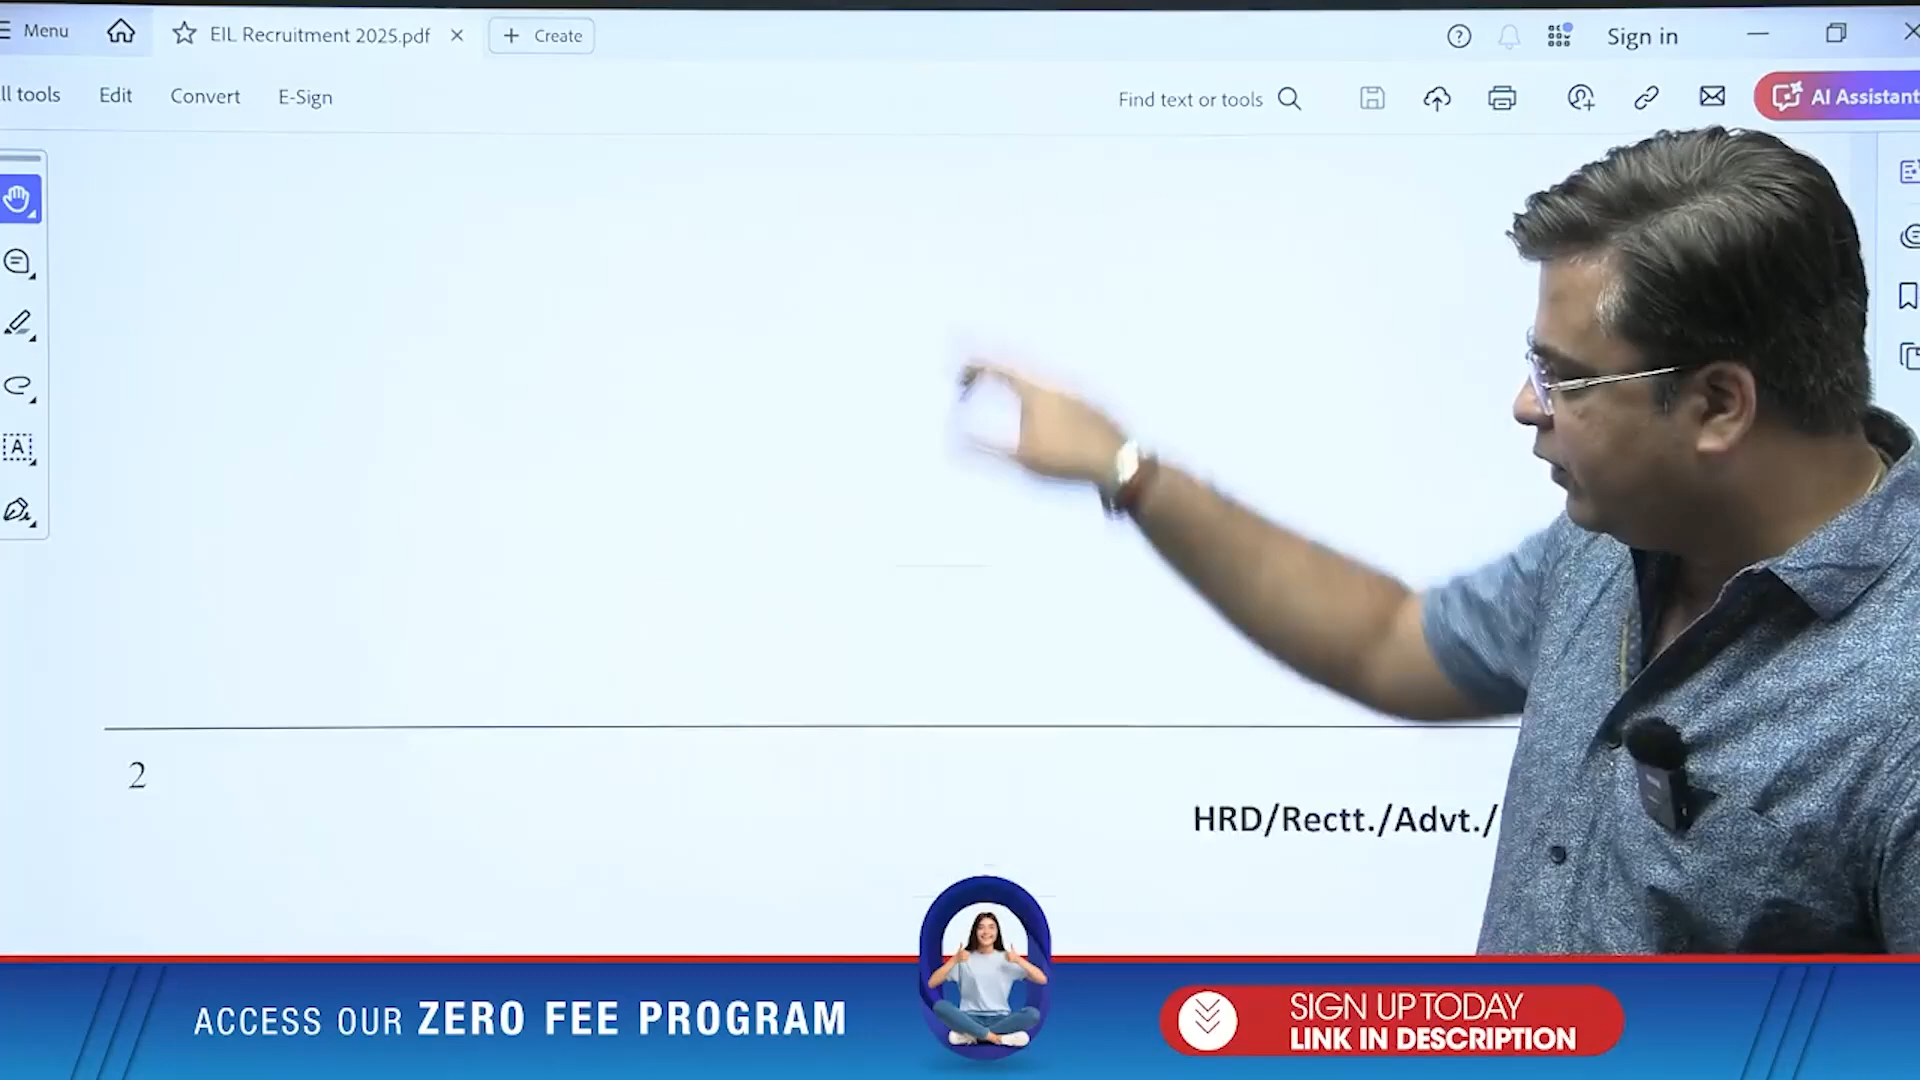 Menu
EIL Recruitment 2025.pdf
Create
Sign in
ll tools
Edit
Convert
E-Sign
Find text or tools
AI Assistant
A
2
HRD/Rectt./Advt./
ACCESS OUR ZERO FEE PROGRAM
SIGN UP TODAY
LINK IN DESCRIPTION